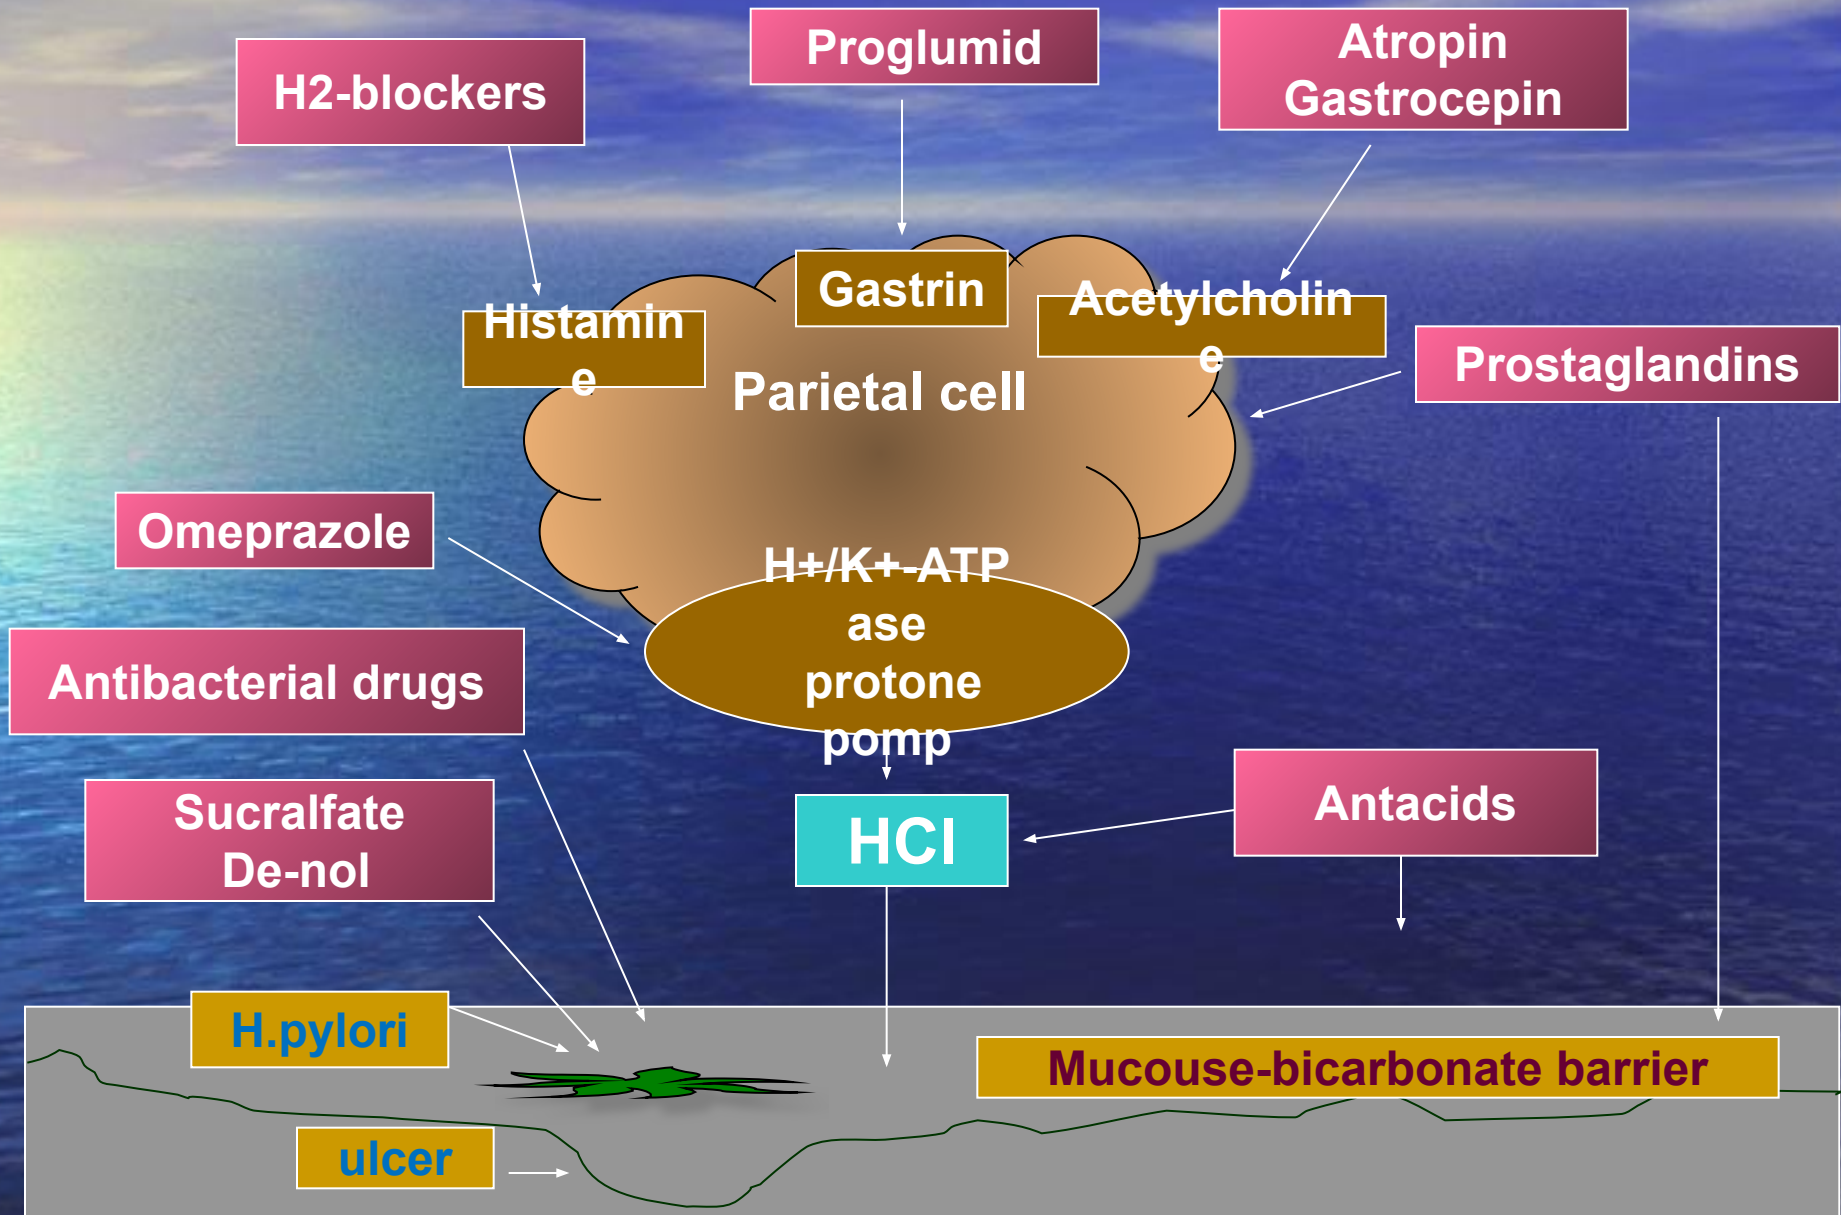 Proglumid
Atropin
Gastrocepin
H2-blockers
Gastrin
Acetylcholin
e
Histamin
e
Prostaglandins
Parietal cell
Omeprazole
H+/K+-ATP
ase
protone
pomp
Antibacterial drugs
Sucralfate
De-nol
HCl
Antacids
H.pylori
Mucouse-bicarbonate barrier
ulcer